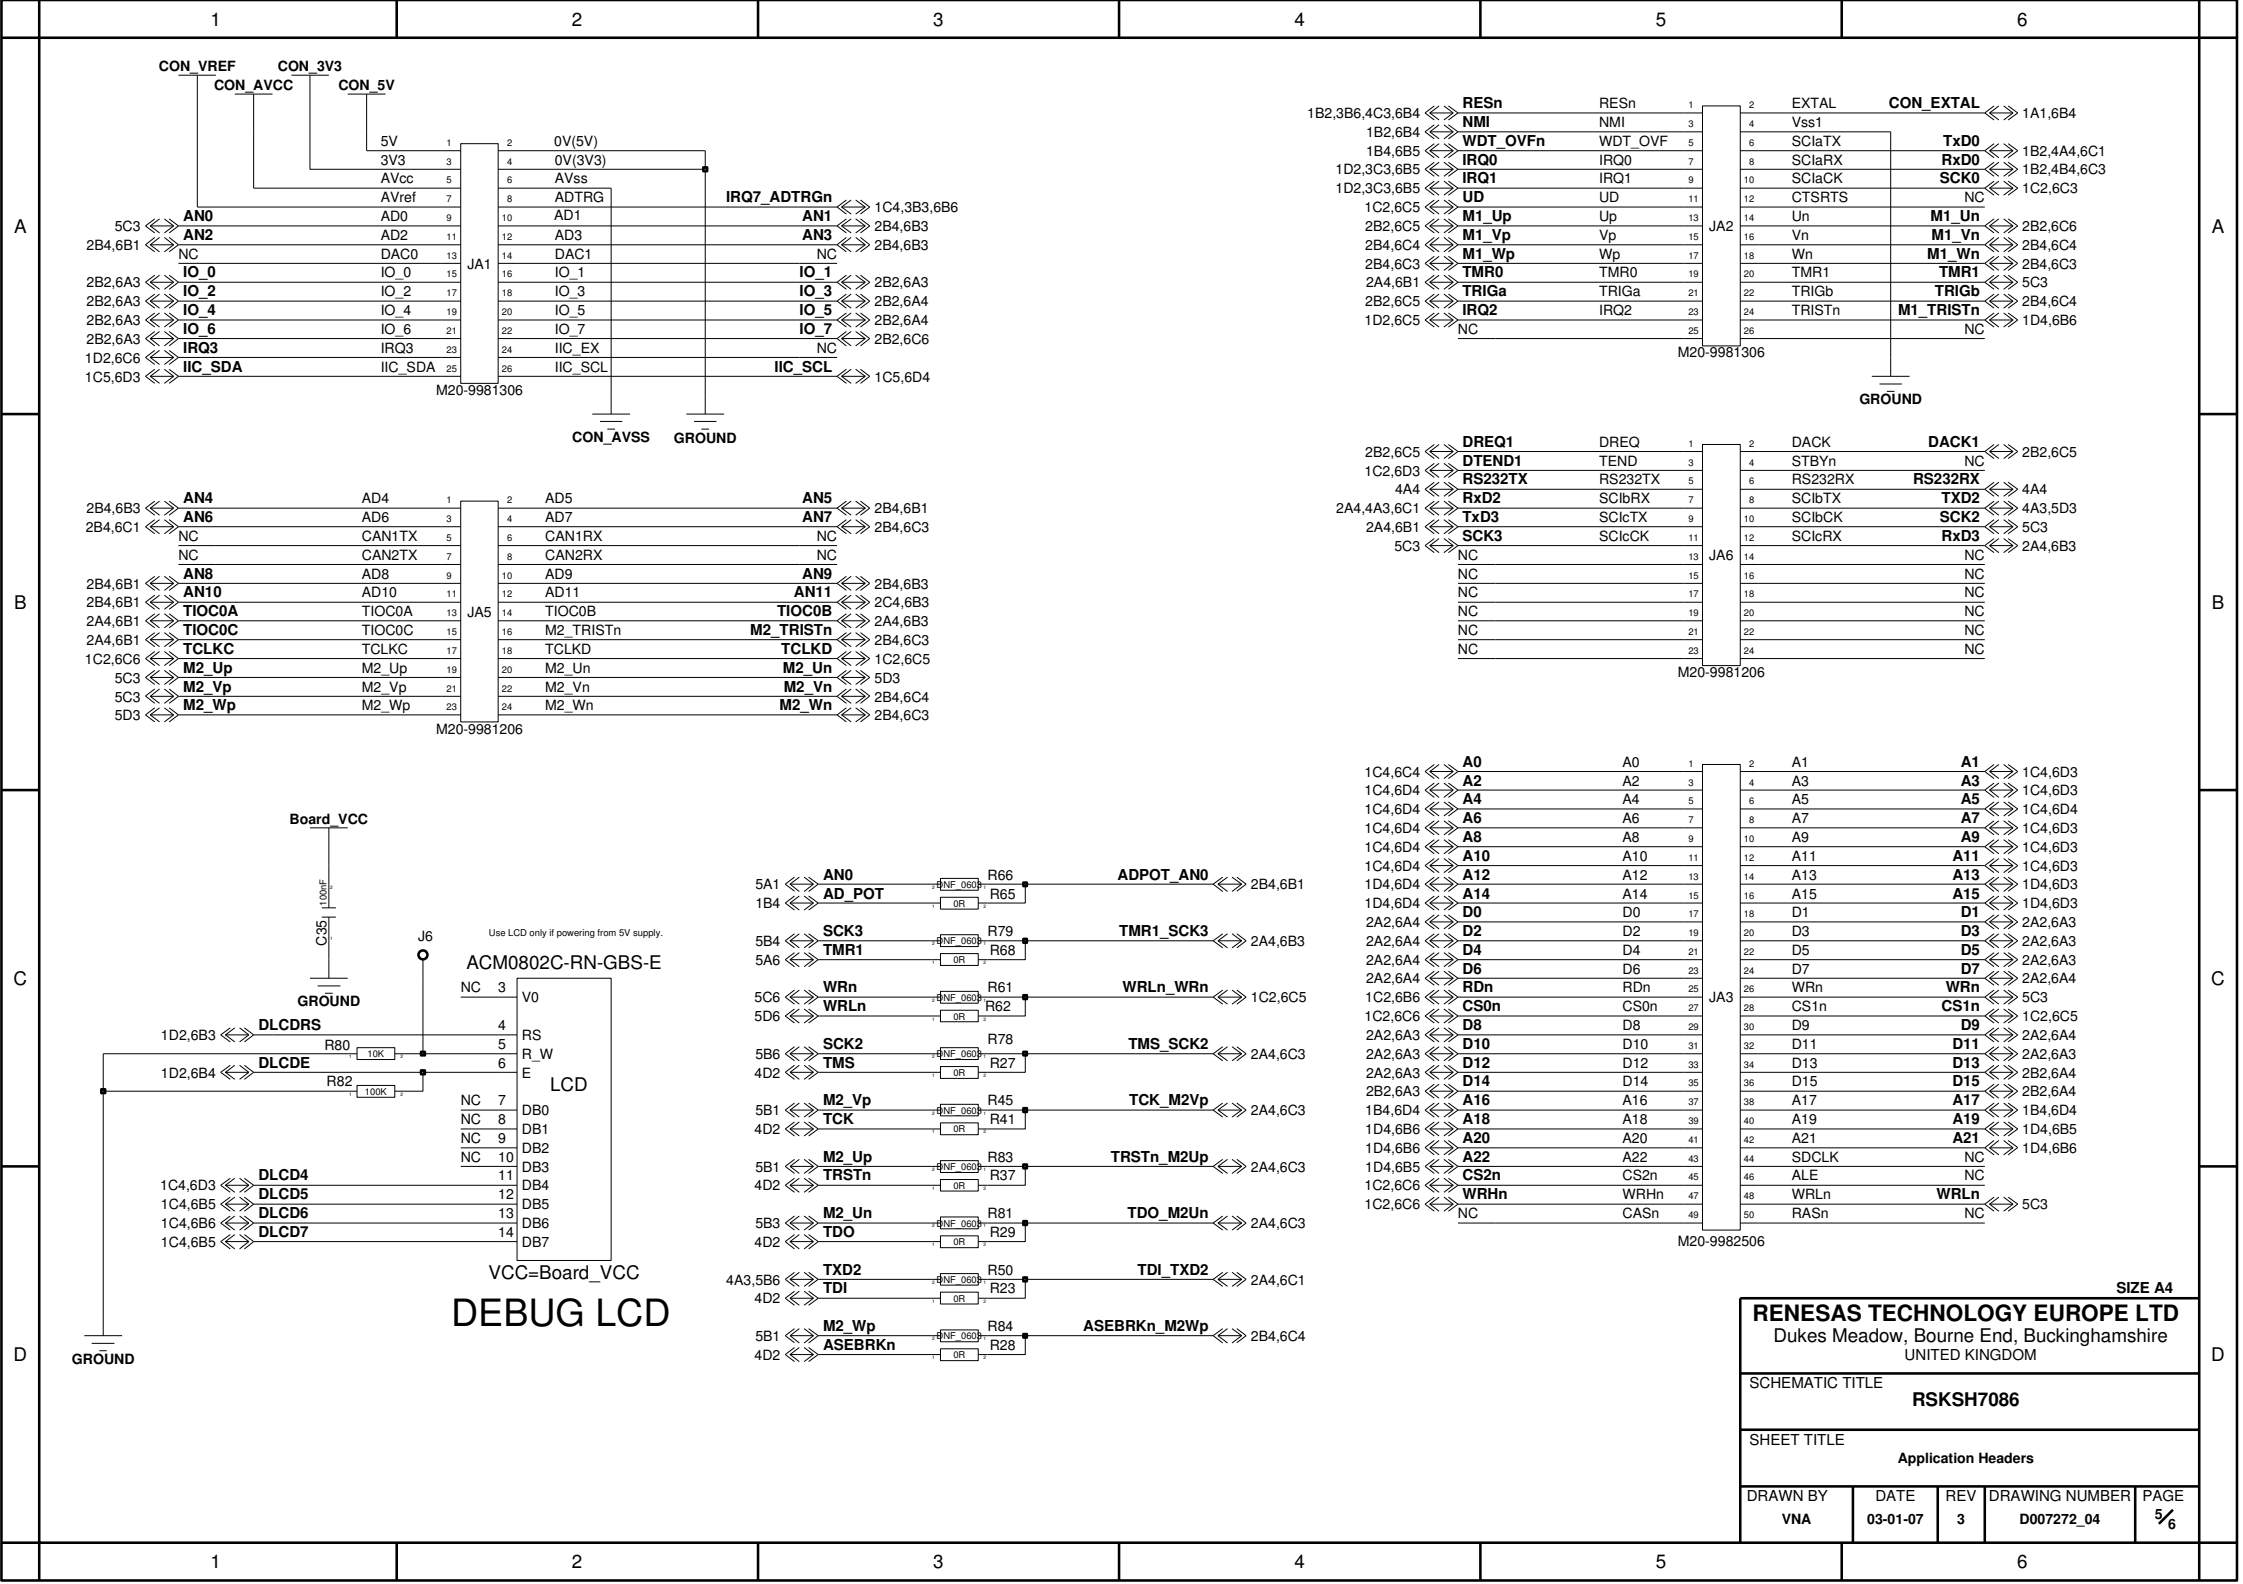 1 2 3 4 5 6
A
B
C
D
CON_VREF CON_3V3
CON_AVCC CON_5V
5V 1 2 0V(5V)
3V3 3 4 0V(3V3)
AVcc 5 6 AVss
AVref 7 8 ADTRG IRQ7_ADTRGn 1C4,3B3,6B6
5C3 AN0 AD0 9 10 AD1 AN1 2B4,6B3
2B4,6B1 AN2 AD2 11 12 AD3 AN3 2B4,6B3
NC DAC0 13 14 DAC1 NC
JA1
2B2,6A3 IO_0 IO_0 15 16 IO_1 IO_1 2B2,6A3
2B2,6A3 IO_2 IO_2 17 18 IO_3 IO_3 2B2,6A4
2B2,6A3 IO_4 IO_4 19 20 IO_5 IO_5 2B2,6A4
2B2,6A3 IO_6 IO_6 21 22 IO_7 IO_7 2B2,6C6
1D2,6C6 IRQ3 IRQ3 23 24 IIC_EX NC
1C5,6D3 IIC_SDA IIC_SDA 25 26 IIC_SCL IIC_SCL 1C5,6D4
M20-9981306
CON_AVSS GROUND
1B2,3B6,4C3,6B4 RESn RESn 1 2 EXTAL CON_EXTAL 1A1,6B4
1B2,6B4 NMI NMI 3 4 Vss1
1B4,6B5 WDT_OVFn WDT_OVF 5 6 SCIaTX TxD0 1B2,4A4,6C1
1D2,3C3,6B5 IRQ0 IRQ0 7 8 SCIaRX RxD0 1B2,4B4,6C3
1D2,3C3,6B5 IRQ1 IRQ1 9 10 SCIaCK SCK0 1C2,6C3
1C2,6C5 UD UD 11 12 CTSRTS NC
2B2,6C5 M1_Up Up 13 14 Un M1_Un 2B2,6C6
JA2
2B4,6C4 M1_Vp Vp 15 16 Vn M1_Vn 2B4,6C4
2B4,6C3 M1_Wp Wp 17 18 Wn M1_Wn 2B4,6C3
2A4,6B1 TMR0 TMR0 19 20 TMR1 TMR1 5C3
2B2,6C5 TRIGa TRIGa 21 22 TRIGb TRIGb 2B4,6C4
1D2,6C5 IRQ2 IRQ2 23 24 TRISTn M1_TRISTn 1D4,6B6
NC 25 26 NC
M20-9981306
GROUND
2B4,6B3 AN4 AD4 1 2 AD5 AN5 2B4,6B1
2B4,6C1 AN6 AD6 3 4 AD7 AN7 2B4,6C3
NC CAN1TX 5 6 CAN1RX NC
NC CAN2TX 7 8 CAN2RX NC
2B4,6B1 AN8 AD8 9 10 AD9 AN9 2B4,6B3
2B4,6B1 AN10 AD10 11 12 AD11 AN11 2C4,6B3
2A4,6B1 TIOC0A TIOC0A 13 JA5 14 TIOC0B TIOC0B 2A4,6B3
2A4,6B1 TIOC0C TIOC0C 15 16 M2_TRISTn M2_TRISTn 2B4,6C3
1C2,6C6 TCLKC TCLKC 17 18 TCLKD TCLKD 1C2,6C5
5C3 M2_Up M2_Up 19 20 M2_Un M2_Un 5D3
5C3 M2_Vp M2_Vp 21 22 M2_Vn M2_Vn 2B4,6C4
5D3 M2_Wp M2_Wp 23 24 M2_Wn M2_Wn 2B4,6C3
M20-9981206
2B2,6C5 DREQ1 DREQ 1 2 DACK DACK1 2B2,6C5
1C2,6D3 DTEND1 TEND 3 4 STBYn NC
4A4 RS232TX RS232TX 5 6 RS232RX RS232RX 4A4
2A4,4A3,6C1 RxD2 SCIbRX 7 8 SCIbTX TXD2 4A3,5D3
2A4,6B1 TxD3 SCIcTX 9 10 SCIbCK SCK2 5C3
5C3 SCK3 SCIcCK 11 12 SCIcRX RxD3 2A4,6B3
NC 13 JA6 14 NC
NC 15 16 NC
NC 17 18 NC
NC 19 20 NC
NC 21 22 NC
NC 23 24 NC
M20-9981206
1C4,6C4 A0 A0 1 2 A1 A1 1C4,6D3
1C4,6D4 A2 A2 3 4 A3 A3 1C4,6D3
1C4,6D4 A4 A4 5 6 A5 A5 1C4,6D4
1C4,6D4 A6 A6 7 8 A7 A7 1C4,6D3
1C4,6D4 A8 A8 9 10 A9 A9 1C4,6D3
1C4,6D4 A10 A10 11 12 A11 A11 1C4,6D3
1D4,6D4 A12 A12 13 14 A13 A13 1D4,6D3
1D4,6D4 A14 A14 15 16 A15 A15 1D4,6D3
2A2,6A4 D0 D0 17 18 D1 D1 2A2,6A3
2A2,6A4 D2 D2 19 20 D3 D3 2A2,6A3
2A2,6A4 D4 D4 21 22 D5 D5 2A2,6A3
2A2,6A4 D6 D6 23 24 D7 D7 2A2,6A4
1C2,6B6 RDn RDn 25 26 WRn WRn 5C3
JA3
1C2,6C6 CS0n CS0n 27 28 CS1n CS1n 1C2,6C5
2A2,6A3 D8 D8 29 30 D9 D9 2A2,6A4
2A2,6A3 D10 D10 31 32 D11 D11 2A2,6A3
2A2,6A3 D12 D12 33 34 D13 D13 2B2,6A4
2B2,6A3 D14 D14 35 36 D15 D15 2B2,6A4
1B4,6D4 A16 A16 37 38 A17 A17 1B4,6D4
1D4,6B6 A18 A18 39 40 A19 A19 1D4,6B5
1D4,6B6 A20 A20 41 42 A21 A21 1D4,6B6
1D4,6B5 A22 A22 43 44 SDCLK NC
1C2,6C6 CS2n CS2n 45 46 ALE NC
1C2,6C6 WRHn WRHn 47 48 WRLn WRLn 5C3
NC CASn 49 50 RASn NC
M20-9982506
Board_VCC
100nF
C35
GROUND
J6
Use LCD only if powering from 5V supply.
ACM0802C-RN-GBS-E
NC 3 V0
1D2,6B3 DLCDRS 4 RS
R80 10K 5 R_W
1D2,6B4 DLCDE 6 E
R82 100K
LCD
NC 7 DB0
NC 8 DB1
NC 9 DB2
NC 10 DB3
1C4,6D3 DLCD4 11 DB4
1C4,6B5 DLCD5 12 DB5
1C4,6B6 DLCD6 13 DB6
1C4,6B5 DLCD7 14 DB7
VCC=Board_VCC
DEBUG LCD
GROUND
5A1 AN0 DNF_0603 R66 ADPOT_AN0 2B4,6B1
1B4 AD_POT 0R R65
5B4 SCK3 DNF_0603 R79 TMR1_SCK3 2A4,6B3
5A6 TMR1 0R R68
5C6 WRn DNF_0603 R61 WRLn_WRn 1C2,6C5
5D6 WRLn 0R R62
5B6 SCK2 DNF_0603 R78 TMS_SCK2 2A4,6C3
4D2 TMS 0R R27
5B1 M2_Vp DNF_0603 R45 TCK_M2Vp 2A4,6C3
4D2 TCK 0R R41
5B1 M2_Up DNF_0603 R83 TRSTn_M2Up 2A4,6C3
4D2 TRSTn 0R R37
5B3 M2_Un DNF_0603 R81 TDO_M2Un 2A4,6C3
4D2 TDO 0R R29
4A3,5B6 TXD2 DNF_0603 R50 TDI_TXD2 2A4,6C1
4D2 TDI 0R R23
5B1 M2_Wp DNF_0603 R84 ASEBRKn_M2Wp 2B4,6C4
4D2 ASEBRKn 0R R28
SIZE A4
RENESAS TECHNOLOGY EUROPE LTD
Dukes Meadow, Bourne End, Buckinghamshire
UNITED KINGDOM
SCHEMATIC TITLE
RSKSH7086
SHEET TITLE
Application Headers
DRAWN BY DATE REV DRAWING NUMBER PAGE
VNA 03-01-07 3 D007272_04 5/6
A
B
C
D
1 2 3 4 5 6